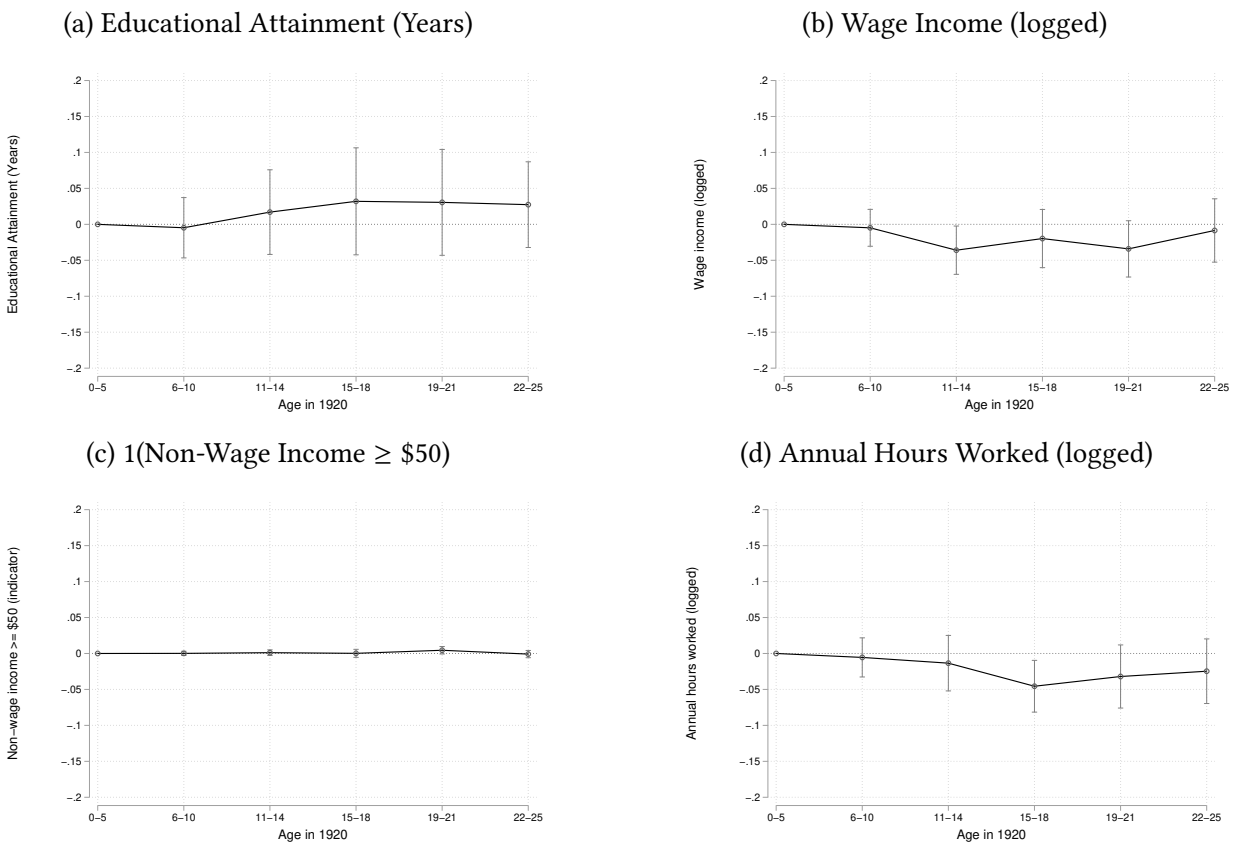 (a) Educational Attainment (Years)
.2
.15
.1
.05
0
−.05
−.1
−.15
−.2
Educational Attainment (Years)
0−5 6−10 11−14 15−18 19−21 22−25
Age in 1920
(b) Wage Income (logged)
.2
.15
.1
.05
0
−.05
−.1
−.15
−.2
Wage income (logged)
0−5 6−10 11−14 15−18 19−21 22−25
Age in 1920
(c) 1(Non-Wage Income ≥ $50)
.2
.15
.1
.05
0
−.05
−.1
−.15
−.2
Non−wage income >= $50 (indicator)
0−5 6−10 11−14 15−18 19−21 22−25
Age in 1920
(d) Annual Hours Worked (logged)
.2
.15
.1
.05
0
−.05
−.1
−.15
−.2
Annual hours worked (logged)
0−5 6−10 11−14 15−18 19−21 22−25
Age in 1920